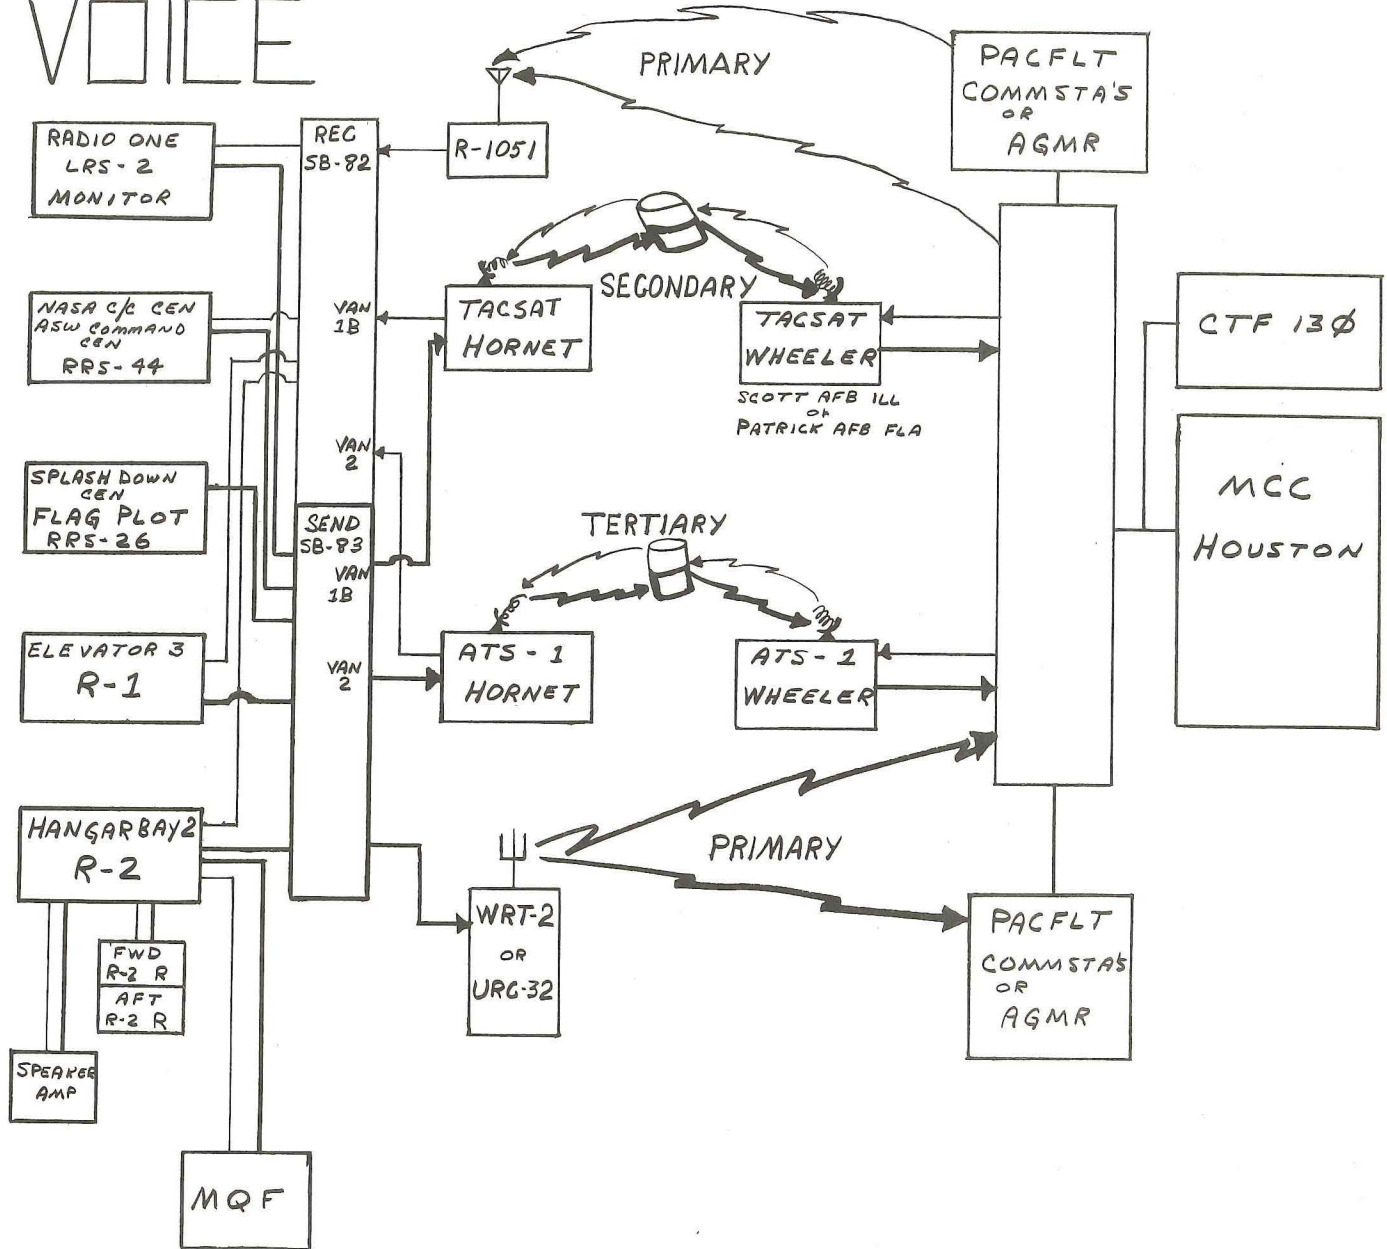 VOICE
PRIMARY
PACFLT
COMMSTA'S
OR
AGMR
RADIO ONE
LRS-2
MONITOR
REC
SB-82
R-1051
NASA C/C CEN
ASW COMMAND
CEN
RRS-44
VAN
1B
TACSAT
HORNET
SECONDARY
TACSAT
WHEELER
SCOTT AFB ILL
OR
PATRICK AFB FLA
CTF 13Ø
MCC
HOUSTON
VAN
2
SPLASH DOWN
CEN
FLAG PLOT
RRS-26
SEND
SB-83
VAN
1B
TERTIARY
ELEVATOR 3
R-1
VAN
2
ATS-1
HORNET
ATS-1
WHEELER
HANGAR BAY 2
R-2
PRIMARY
WRT-2
OR
URC-32
PACFLT
COMMSTA'S
OR
AGMR
FWD
R-2 R
AFT
R-2 R
SPEAKER
AMP
MQF